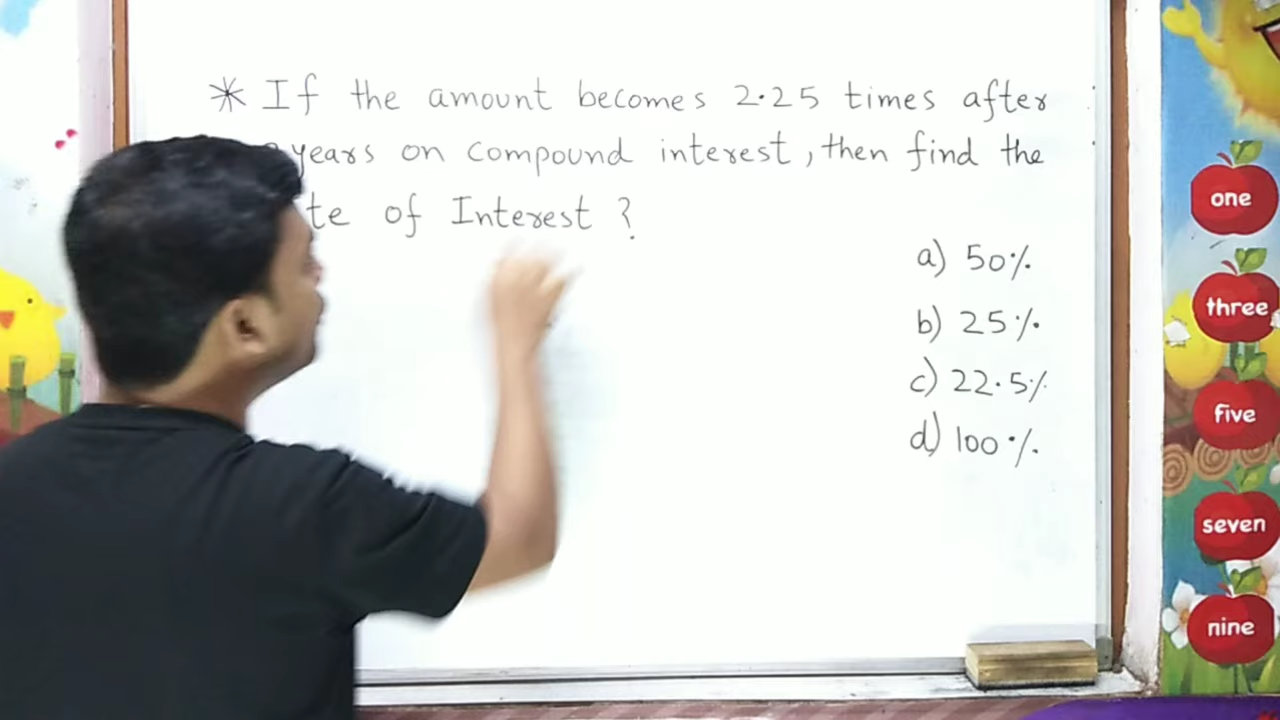 * If the amount becomes 2.25 times after
years on compound interest, then find the
te of Interest ?
a) 50%
b) 25%
c) 22.5%
d) 100%
one
three
five
seven
nine